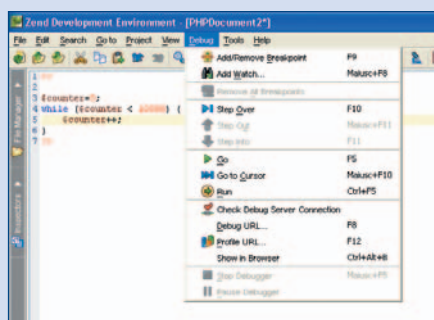 Zend Development Environment - [PHPDocument2*]
File Edit Search Go to Project View Debug Tools Help
Add/Remove Breakpoint F9
Add Watch... Maiusc+F8
Remove All Breakpoints
Step Over F10
Step Out Maiusc+F11
Step Into F11
Go F5
Go to Cursor Maiusc+F10
Run Ctrl+F5
Check Debug Server Connection
Debug URL... F8
Profile URL... F12
Show in Browser Ctrl+Alt+B
Stop Debugger Maiusc+F5
Pause Debugger
File Manager
Inspectors
1
2
3 $counter=
4 while ($counter < ) {
5 $counter++;
6 }
7